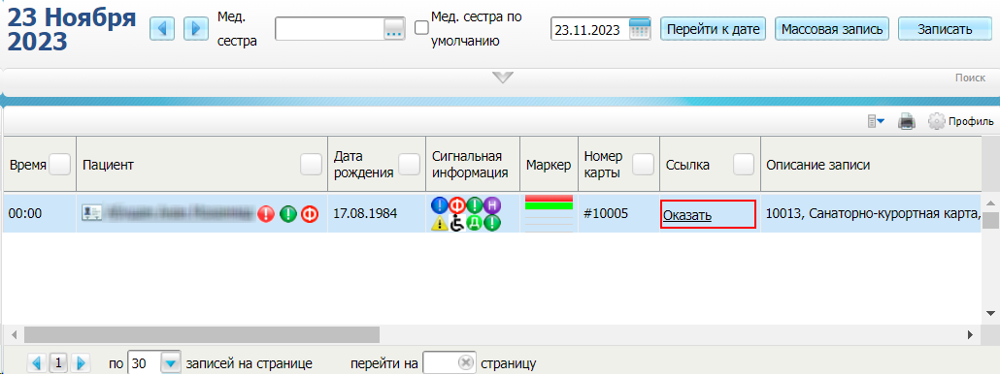 23 Ноября
2023
Мед.
сестра
...
Мед. сестра по
умолчанию
23.11.2023
Перейти к дате
Массовая запись
Записать
Поиск
Профиль
Время
Пациент
Дата
рождения
Сигнальная
информация
Маркер
Номер
карты
Ссылка
Описание записи
00:00
17.08.1984
#10005
Оказать
10013, Санаторно-курортная карта,
1
по
30
записей на странице
перейти на
страницу